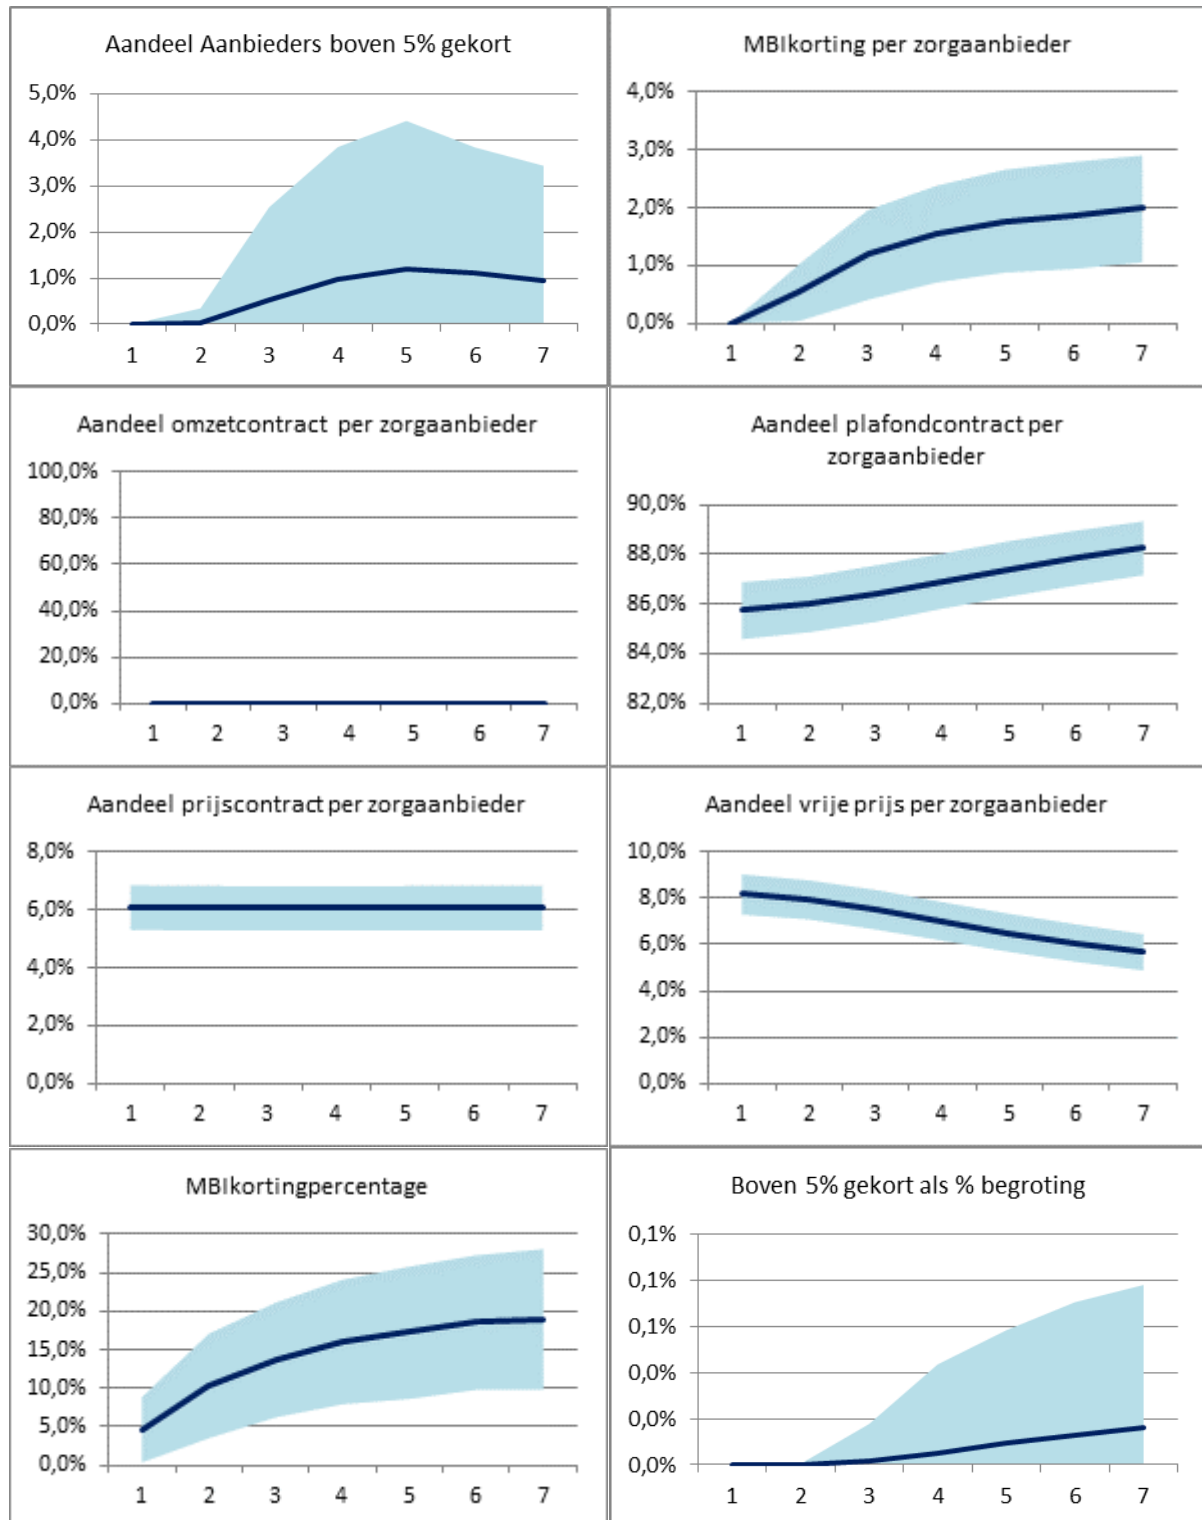 Aandeel Aanbieders boven 5% gekort
5,0%
4,0%
3,0%
2,0%
1,0%
0,0%
1 2 3 4 5 6 7
MBIkorting per zorgaanbieder
4,0%
3,0%
2,0%
1,0%
0,0%
1 2 3 4 5 6 7
Aandeel omzetcontract per zorgaanbieder
100,0%
80,0%
60,0%
40,0%
20,0%
0,0%
1 2 3 4 5 6 7
Aandeel plafondcontract per
zorgaanbieder
90,0%
88,0%
86,0%
84,0%
82,0%
1 2 3 4 5 6 7
Aandeel prijscontract per zorgaanbieder
8,0%
6,0%
4,0%
2,0%
0,0%
1 2 3 4 5 6 7
Aandeel vrije prijs per zorgaanbieder
10,0%
8,0%
6,0%
4,0%
2,0%
0,0%
1 2 3 4 5 6 7
MBIkortingpercentage
30,0%
25,0%
20,0%
15,0%
10,0%
5,0%
0,0%
1 2 3 4 5 6 7
Boven 5% gekort als % begroting
0,1%
0,1%
0,1%
0,0%
0,0%
0,0%
1 2 3 4 5 6 7